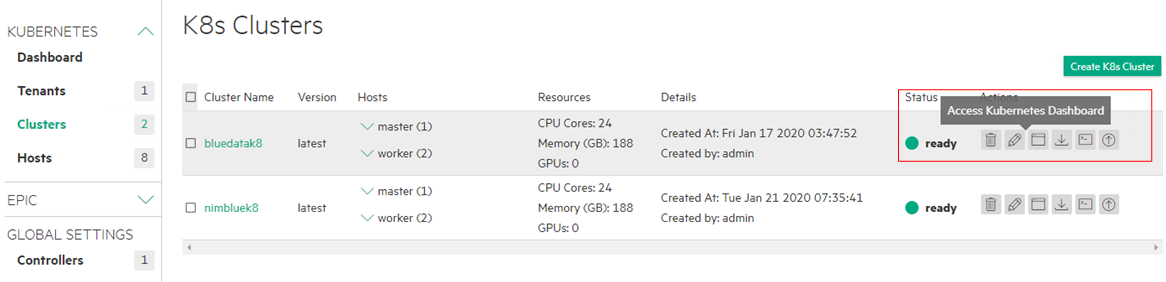 KUBERNETES
Dashboard
Tenants 1
Clusters 2
Hosts 8
EPIC
GLOBAL SETTINGS
Controllers 1
K8s Clusters
Create K8s Cluster
Cluster Name Version Hosts Resources Details Status Actions
Access Kubernetes Dashboard
bluedatak8 latest
master (1)
worker (2)
CPU Cores: 24
Memory (GB): 188
GPUs: 0
Created At: Fri Jan 17 2020 03:47:52
Created by: admin
ready
nimbluek8 latest
master (1)
worker (2)
CPU Cores: 24
Memory (GB): 188
GPUs: 0
Created At: Tue Jan 21 2020 07:35:41
Created by: admin
ready